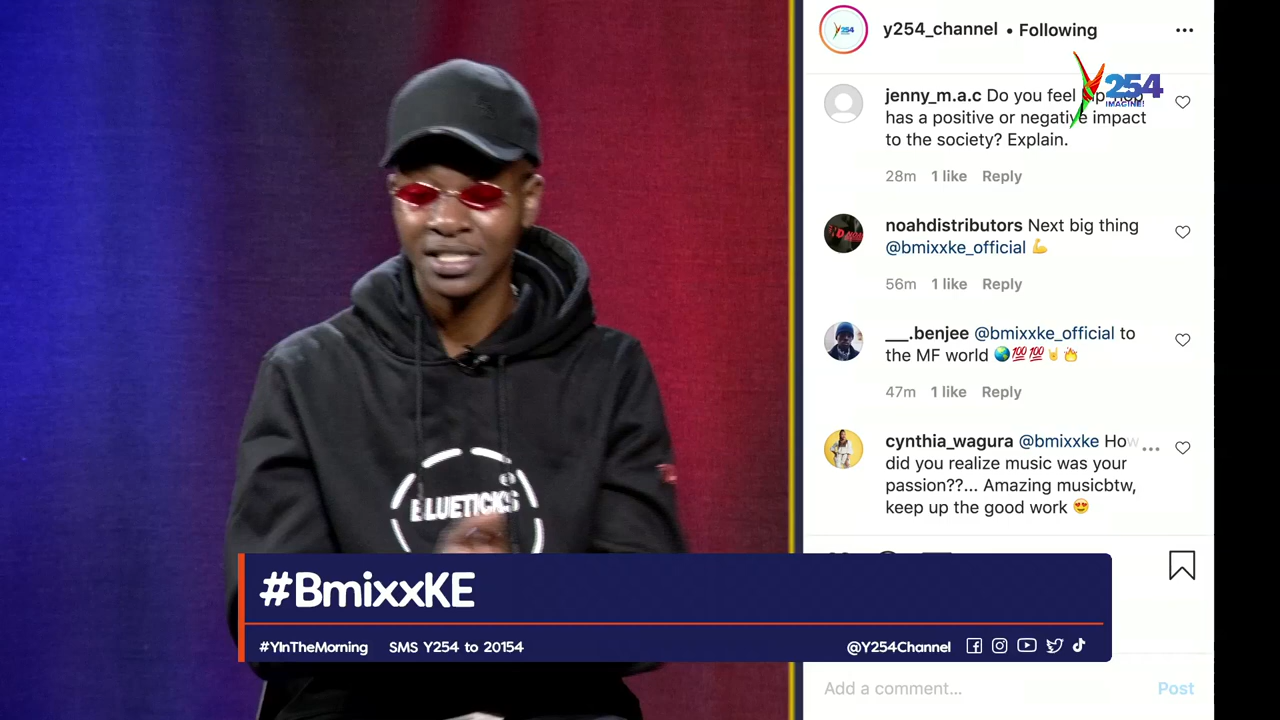 y254_channel • Following
254
IMAGINE!
jenny_m.a.c Do you feel
has a positive or negative impact
to the society? Explain.
28m 1 like Reply
noahdistributors Next big thing
@bmixxke_official 💪
56m 1 like Reply
___.benjee @bmixxke_official to
the MF world 🌍💯💯🤘🔥
47m 1 like Reply
cynthia_wagura @bmixxke How
did you realize music was your
passion??... Amazing musicbtw,
keep up the good work 😍
BLUETICKS
#BmixxKE
#YInTheMorning SMS Y254 to 20154
@Y254Channel
Add a comment... Post